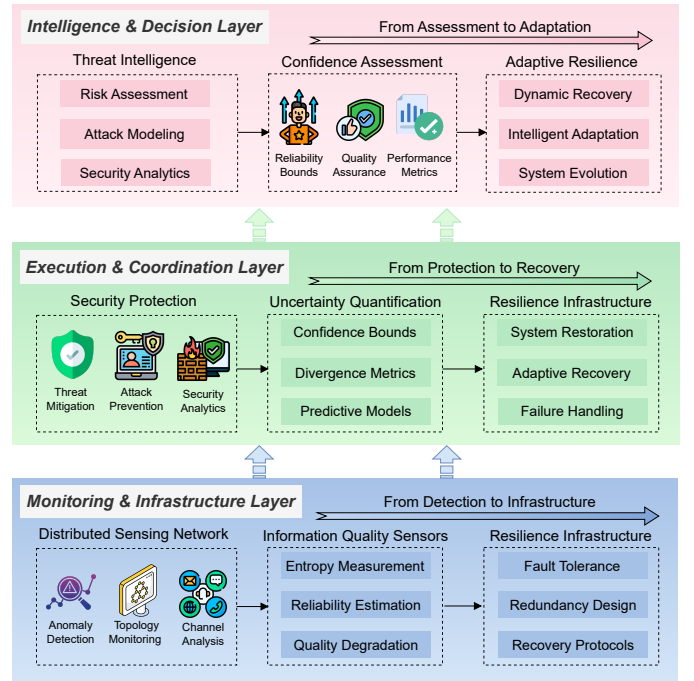 Intelligence & Decision Layer
From Assessment to Adaptation
Threat Intelligence
Confidence Assessment
Adaptive Resilience
Risk Assessment
Attack Modeling
Security Analytics
Reliability
Bounds
Quality
Assurance
Performance
Metrics
Dynamic Recovery
Intelligent Adaptation
System Evolution
Execution & Coordination Layer
From Protection to Recovery
Security Protection
Uncertainty Quantification
Resilience Infrastructure
Threat
Mitigation
Attack
Prevention
Security
Analytics
Confidence Bounds
Divergence Metrics
Predictive Models
System Restoration
Adaptive Recovery
Failure Handling
Monitoring & Infrastructure Layer
From Detection to Infrastructure
Distributed Sensing Network
Information Quality Sensors
Resilience Infrastructure
Anomaly
Detection
Topology
Monitoring
Channel
Analysis
Entropy Measurement
Reliability Estimation
Quality Degradation
Fault Tolerance
Redundancy Design
Recovery Protocols